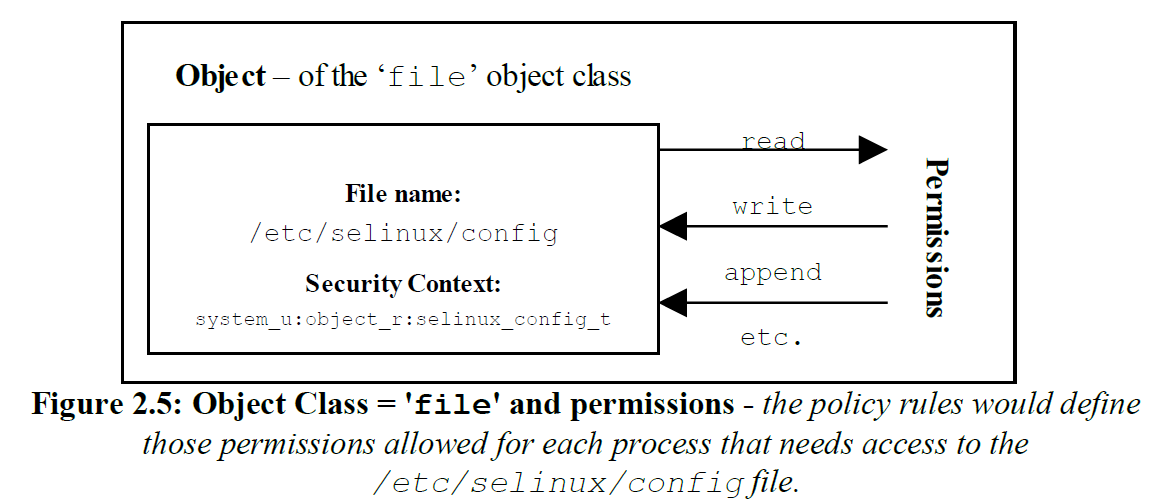 Object – of the ‘file’ object class
read
File name:
write
/etc/selinux/config
append
Security Context:
system_u:object_r:selinux_config_t
etc.
Permissions
Figure 2.5: Object Class = 'file' and permissions - the policy rules would define
those permissions allowed for each process that needs access to the
/etc/selinux/config file.